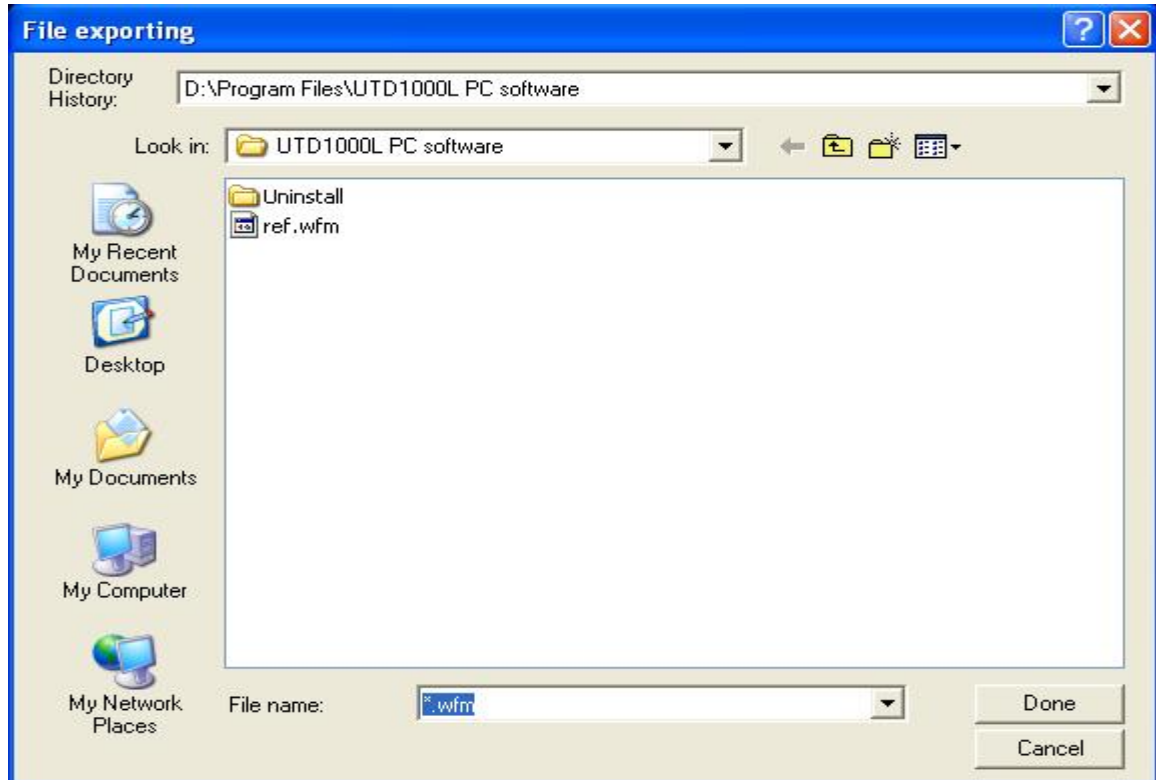 File exporting
Directory
History:
D:\Program Files\UTD1000L PC software
Look in:
UTD1000L PC software
Uninstall
ref.wfm
My Recent
Documents
Desktop
My Documents
My Computer
My Network
Places
File name:
*.wfm
Done
Cancel